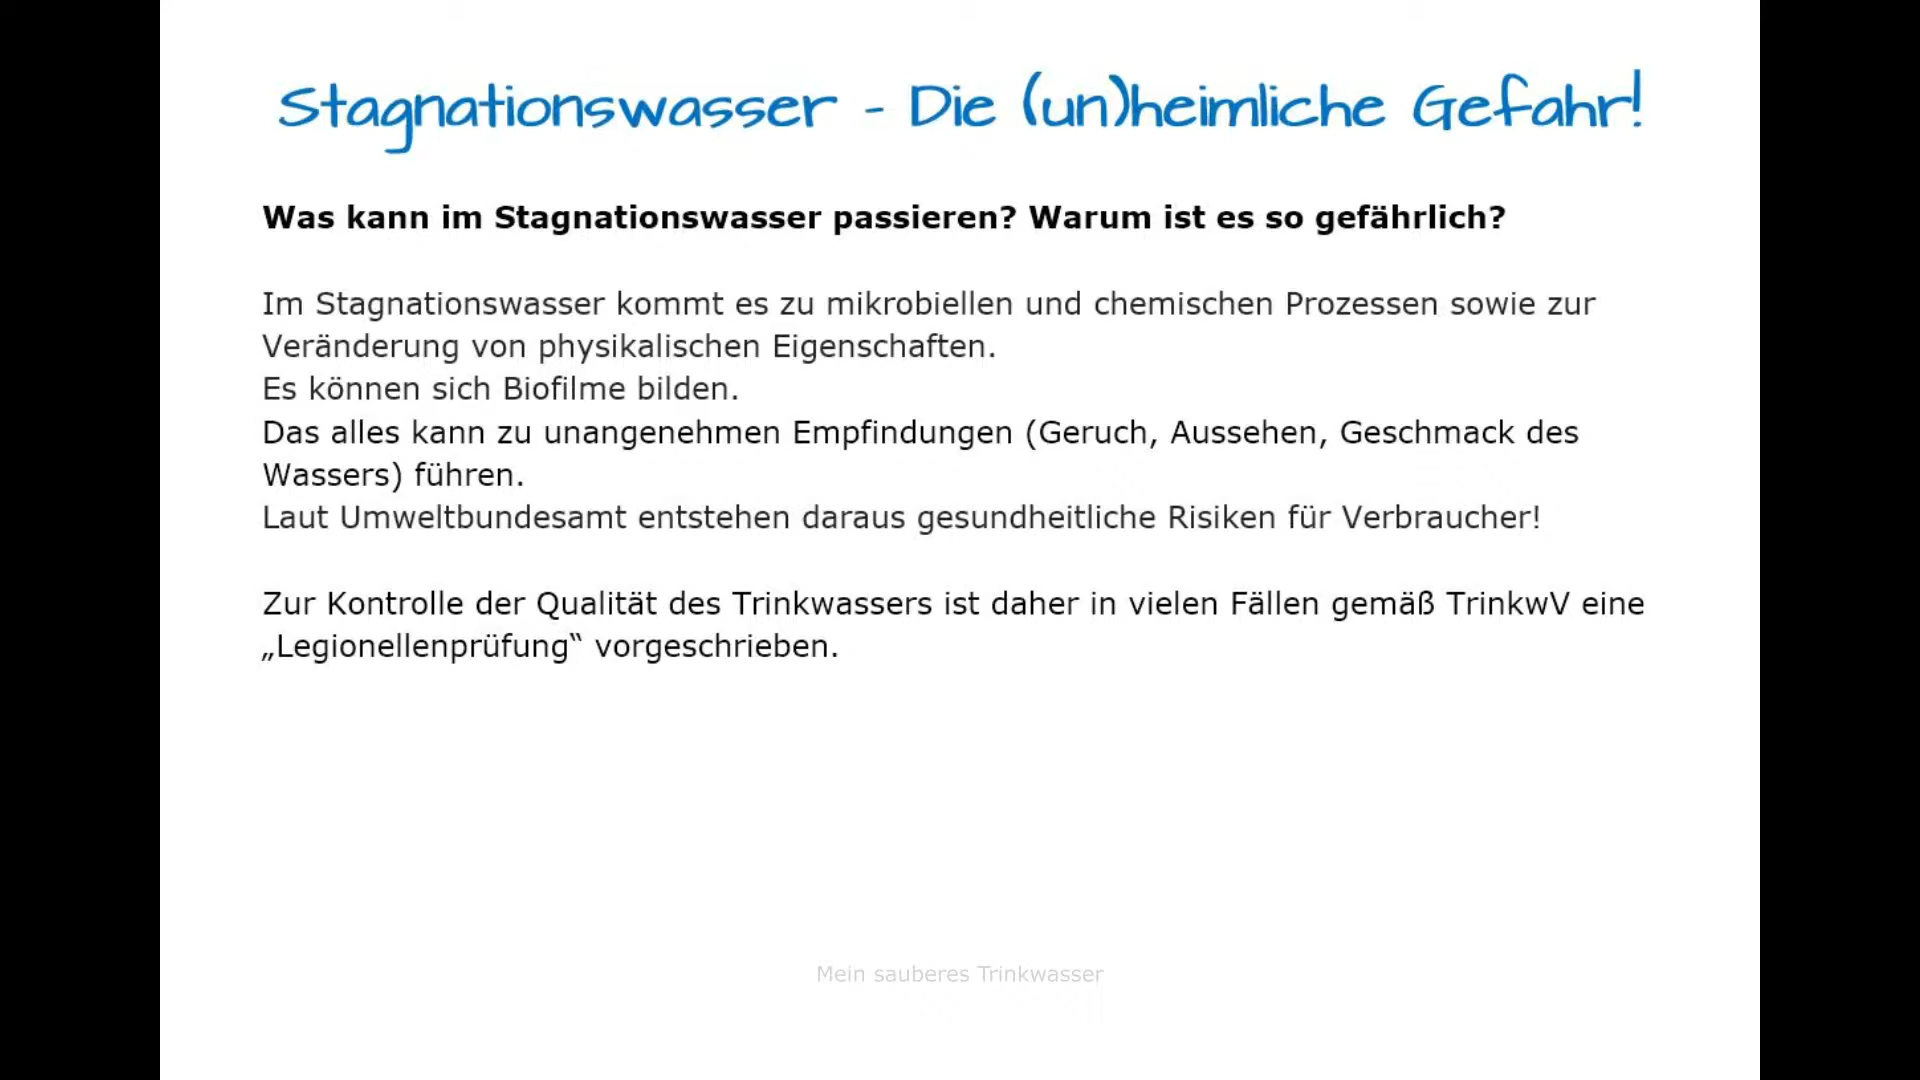 Stagnationswasser - Die (un)heimliche Gefahr!
Was kann im Stagnationswasser passieren? Warum ist es so gefährlich?
Im Stagnationswasser kommt es zu mikrobiellen und chemischen Prozessen sowie zur
Veränderung von physikalischen Eigenschaften.
Es können sich Biofilme bilden.
Das alles kann zu unangenehmen Empfindungen (Geruch, Aussehen, Geschmack des
Wassers) führen.
Laut Umweltbundesamt entstehen daraus gesundheitliche Risiken für Verbraucher!
Zur Kontrolle der Qualität des Trinkwassers ist daher in vielen Fällen gemäß TrinkwV eine
„Legionellenprüfung“ vorgeschrieben.
Mein sauberes Trinkwasser